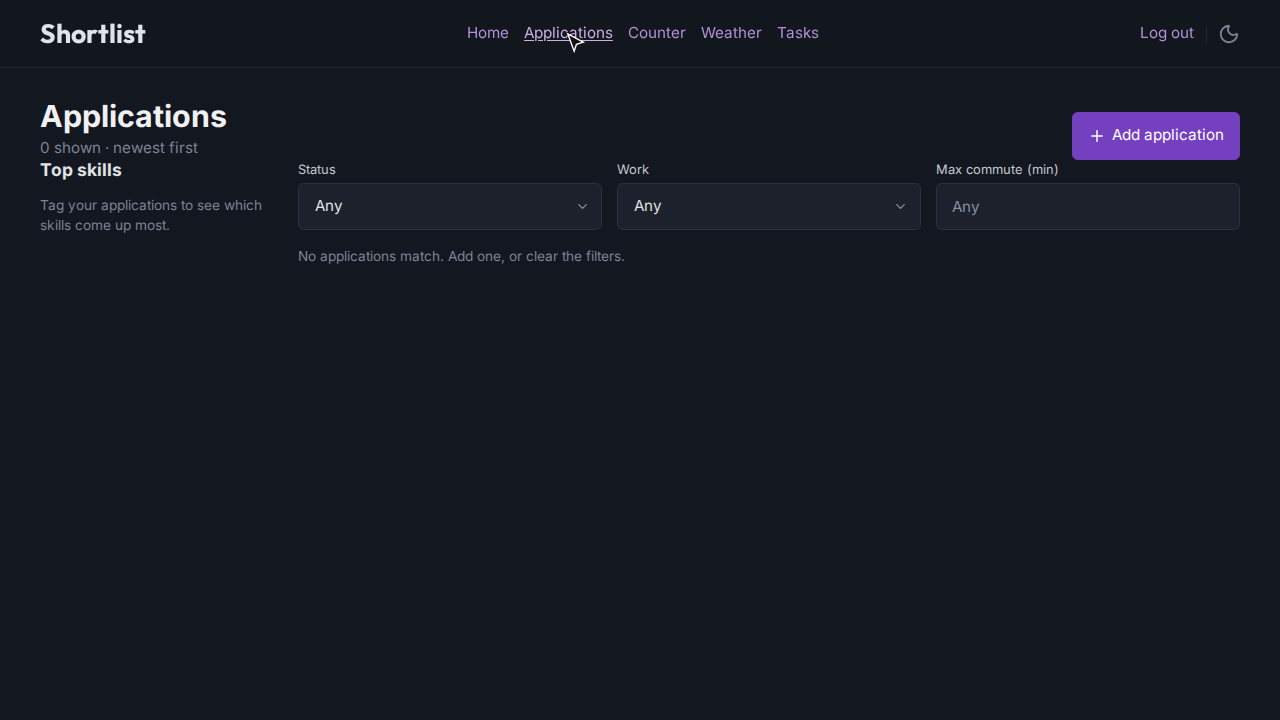 Shortlist
Home Applications Counter Weather Tasks
Log out
Applications
0 shown · newest first
Add application
Top skills
Tag your applications to see which
skills come up most.
Status
Any
Work
Any
Max commute (min)
Any
No applications match. Add one, or clear the filters.